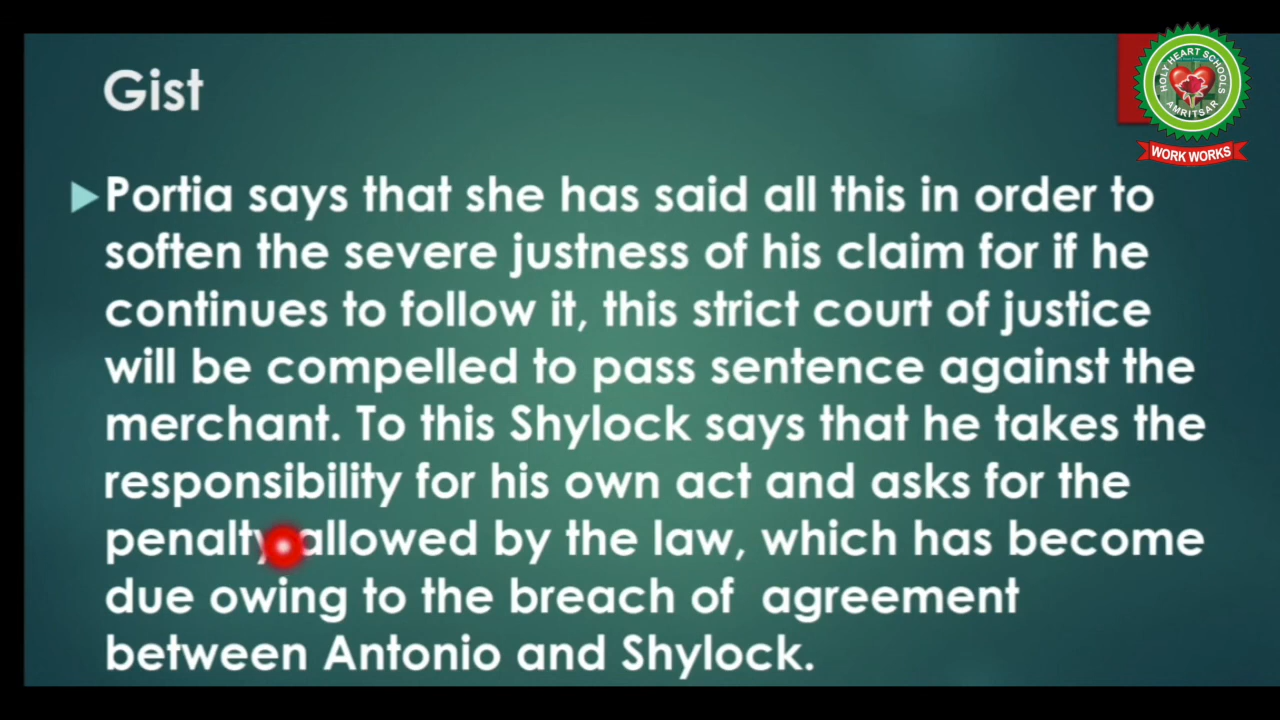 Gist
HOLY HEART SCHOOLS
AMRITSAR
WORK WORKS
Portia says that she has said all this in order to
soften the severe justness of his claim for if he
continues to follow it, this strict court of justice
will be compelled to pass sentence against the
merchant. To this Shylock says that he takes the
responsibility for his own act and asks for the
penalty allowed by the law, which has become
due owing to the breach of agreement
between Antonio and Shylock.